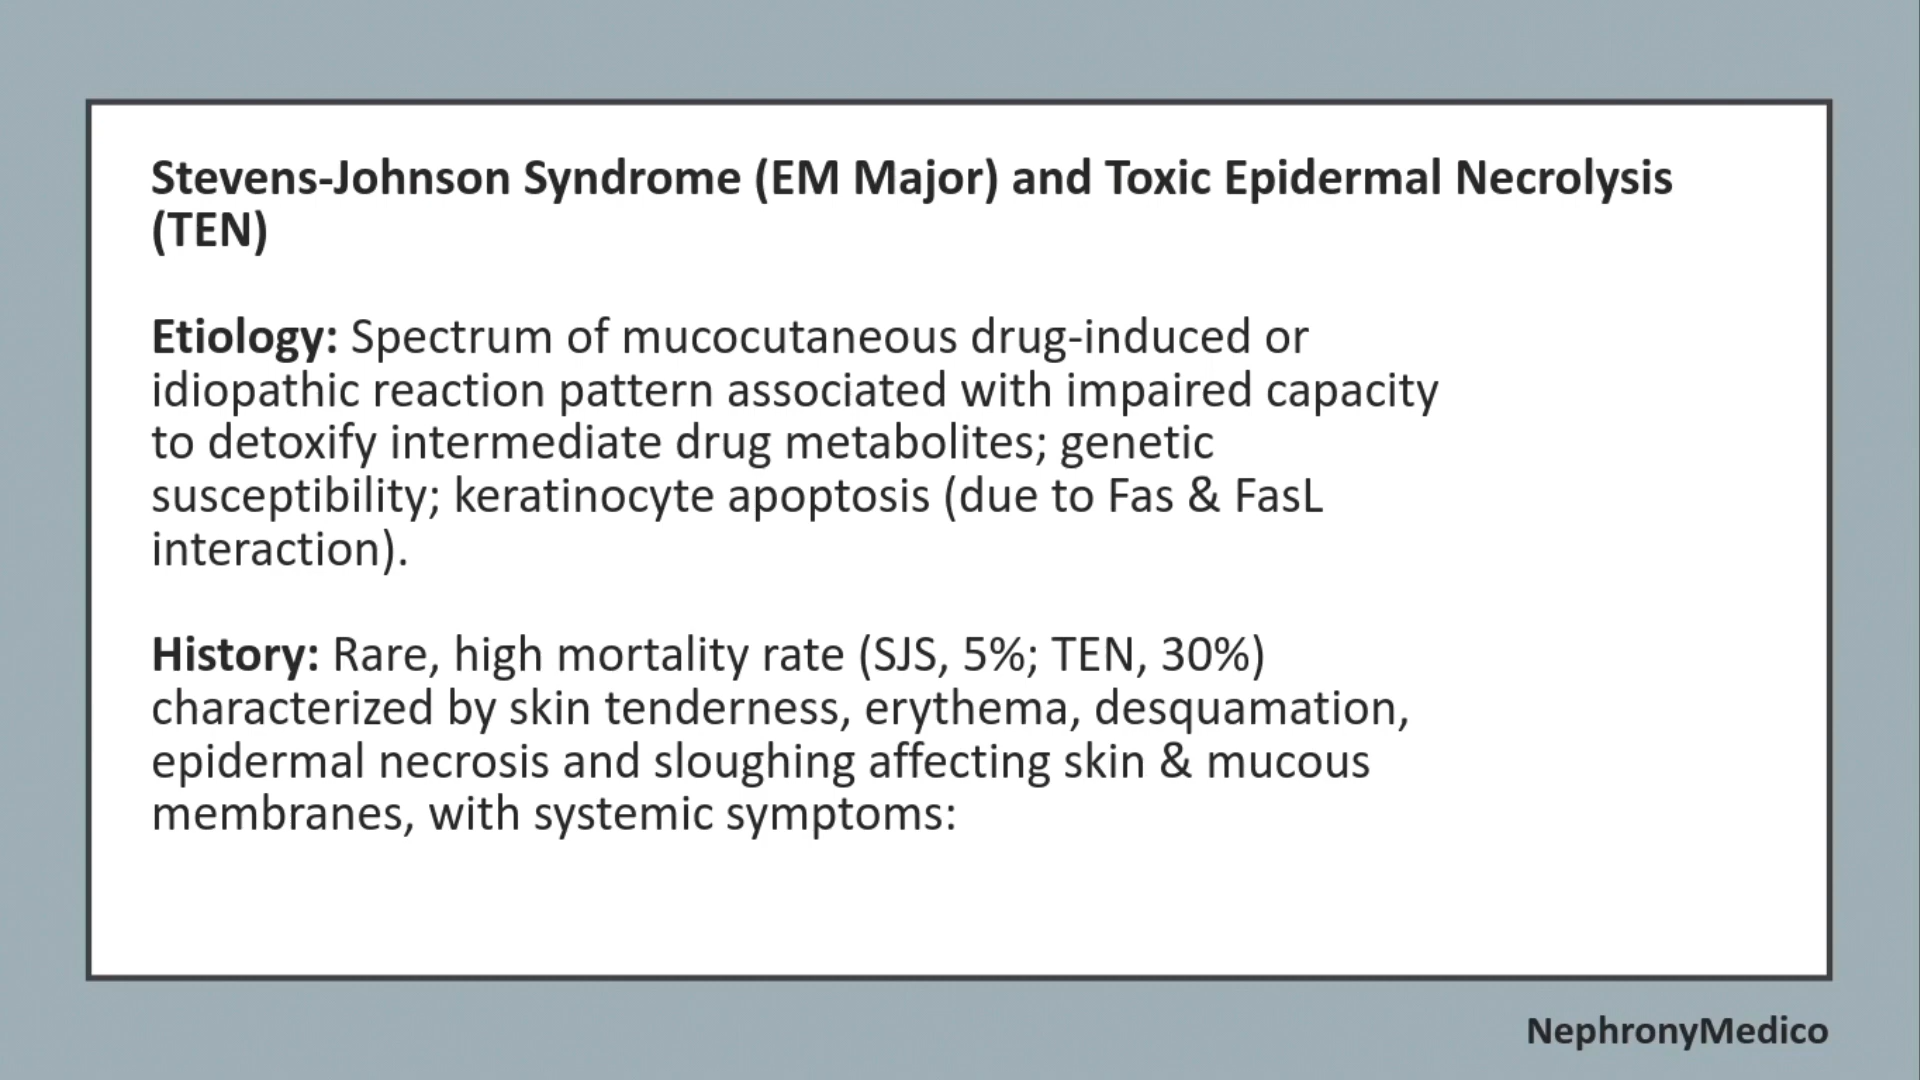 Stevens-Johnson Syndrome (EM Major) and Toxic Epidermal Necrolysis
(TEN)
Etiology: Spectrum of mucocutaneous drug-induced or
idiopathic reaction pattern associated with impaired capacity
to detoxify intermediate drug metabolites; genetic
susceptibility; keratinocyte apoptosis (due to Fas & FasL
interaction).
History: Rare, high mortality rate (SJS, 5%; TEN, 30%)
characterized by skin tenderness, erythema, desquamation,
epidermal necrosis and sloughing affecting skin & mucous
membranes, with systemic symptoms:
NephronyMedico